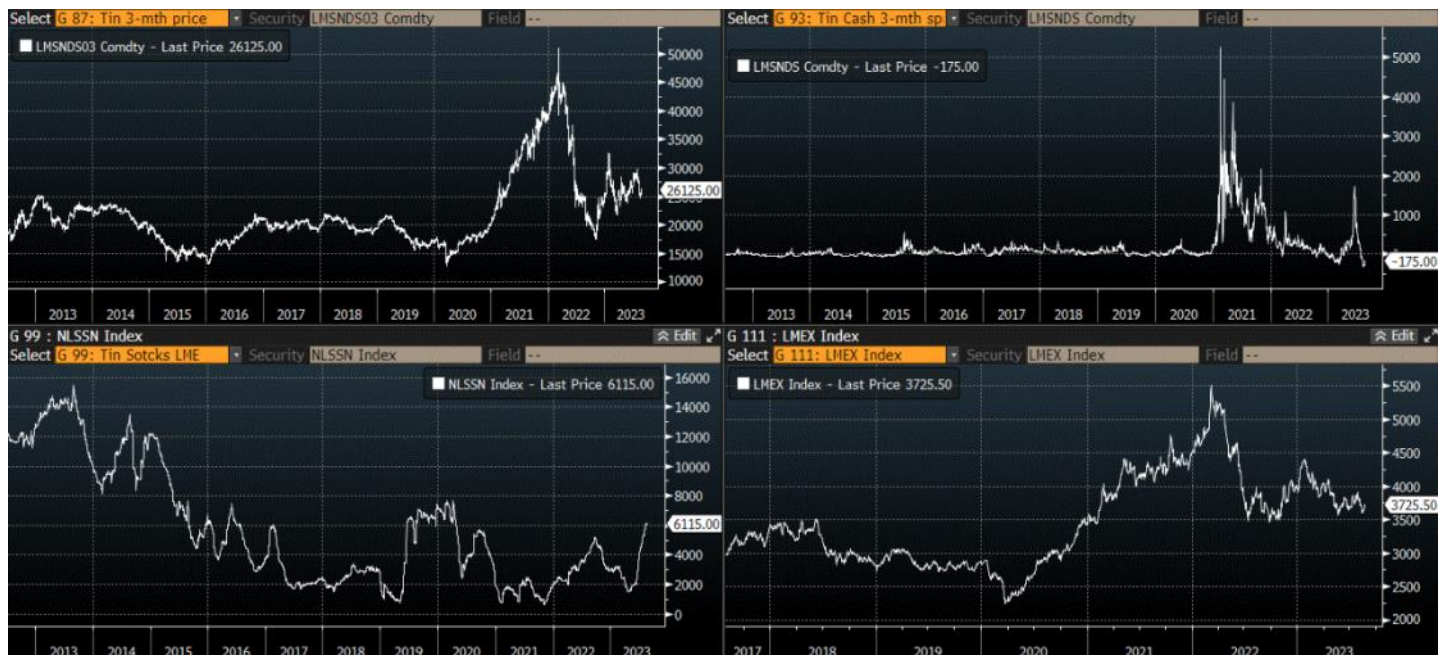 Select G 87: Tin 3-mth price Security LMSNDS03 Comdty Field --
LMSNDS03 Comdty - Last Price 26125.00
50000
45000
40000
35000
30000
26125.00
20000
15000
10000
2013 2014 2015 2016 2017 2018 2019 2020 2021 2022 2023
Select G 93: Tin Cash 3-mth sp Security LMSNDS Comdty Field --
LMSNDS Comdty - Last Price -175.00
5000
4000
3000
2000
1000
-175.00
2013 2014 2015 2016 2017 2018 2019 2020 2021 2022 2023
G 99 : NLSSN Index Edit
Select G 99: Tin Sotcks LME Security NLSSN Index Field --
NLSSN Index - Last Price 6115.00
16000
14000
12000
10000
8000
6115.00
4000
2000
0
2013 2014 2015 2016 2017 2018 2019 2020 2021 2022 2023
G 111 : LMEX Index Edit
Select G 111: LMEX Index Security LMEX Index Field --
LMEX Index - Last Price 3725.50
5500
5000
4500
4000
3725.50
3500
3000
2500
2000
2017 2018 2019 2020 2021 2022 2023